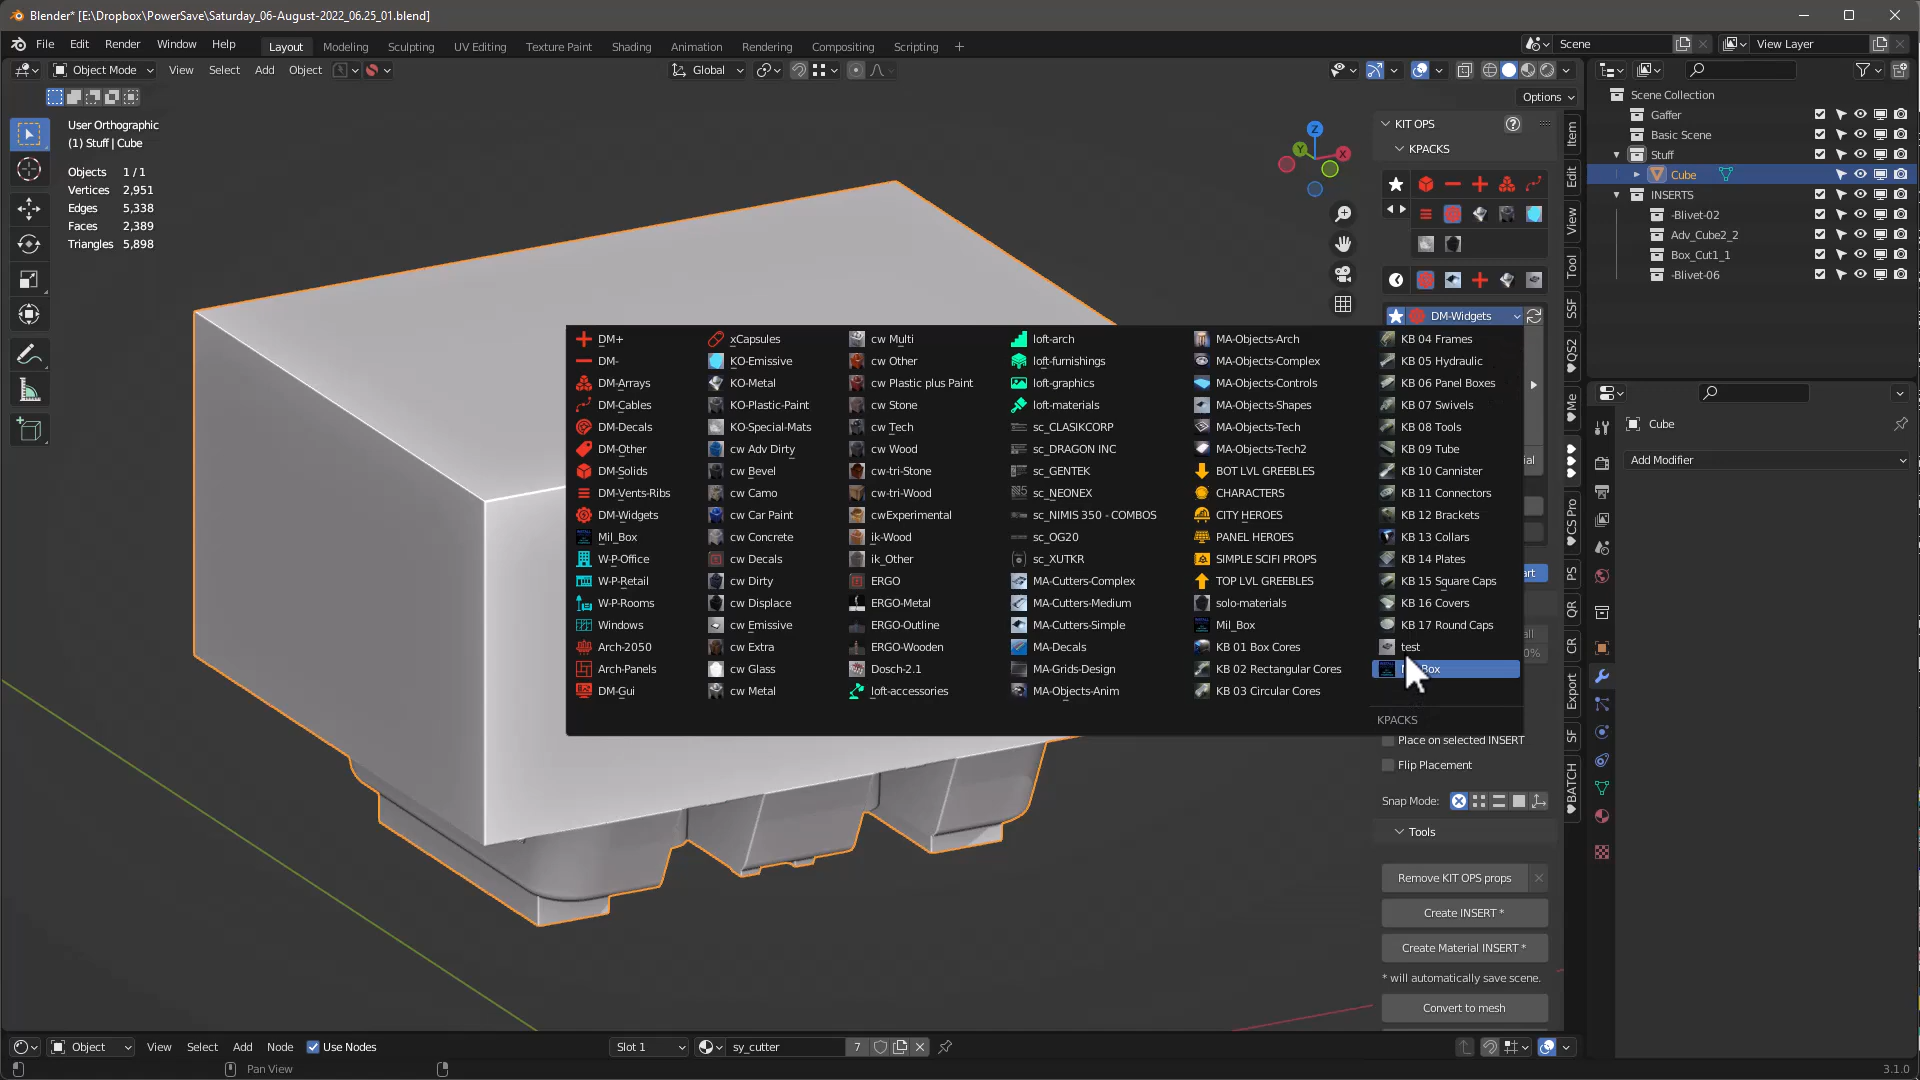 Blender* [E:\Dropbox\PowerSave\Saturday_06-August-2022_06.25_01.blend]
File Edit Render Window Help Layout Modeling Sculpting UV Editing Texture Paint Shading Animation Rendering Compositing Scripting + Scene View Layer
Object Mode View Select Add Object Global
Options
User Orthographic
(1) Stuff | Cube
Objects 1 / 1
Vertices 2,951
Edges 5,338
Faces 2,389
Triangles 5,898
Z
Y
X
KIT OPS
KPACKS
DM-Widgets
DM+
DM-
DM-Arrays
DM-Cables
DM-Decals
DM-Other
DM-Solids
DM-Vents-Ribs
DM-Widgets
Mil_Box
W-P-Office
W-P-Retail
W-P-Rooms
Windows
Arch-2050
Arch-Panels
DM-Gui
xCapsules
KO-Emissive
KO-Metal
KO-Plastic-Paint
KO-Special-Mats
cw Adv Dirty
cw Bevel
cw Camo
cw Car Paint
cw Concrete
cw Decals
cw Dirty
cw Displace
cw Emissive
cw Extra
cw Glass
cw Metal
cw Multi
cw Other
cw Plastic plus Paint
cw Stone
cw Tech
cw Wood
cw-tri-Stone
cw-tri-Wood
cwExperimental
ik-Wood
ik_Other
ERGO
ERGO-Metal
ERGO-Outline
ERGO-Wooden
Dosch-2.1
loft-accessories
loft-arch
loft-furnishings
loft-graphics
loft-materials
sc_CLASIKCORP
sc_DRAGON INC
sc_GENTEK
sc_NEONEX
sc_NIMIS 350 - COMBOS
sc_OG20
sc_XUTKR
MA-Cutters-Complex
MA-Cutters-Medium
MA-Cutters-Simple
MA-Decals
MA-Grids-Design
MA-Objects-Anim
MA-Objects-Arch
MA-Objects-Complex
MA-Objects-Controls
MA-Objects-Shapes
MA-Objects-Tech
MA-Objects-Tech2
BOT LVL GREEBLES
CHARACTERS
CITY HEROES
PANEL HEROES
SIMPLE SCIFI PROPS
TOP LVL GREEBLES
solo-materials
Mil_Box
KB 01 Box Cores
KB 02 Rectangular Cores
KB 03 Circular Cores
KB 04 Frames
KB 05 Hydraulic
KB 06 Panel Boxes
KB 07 Swivels
KB 08 Tools
KB 09 Tube
KB 10 Cannister
KB 11 Connectors
KB 12 Brackets
KB 13 Collars
KB 14 Plates
KB 15 Square Caps
KB 16 Covers
KB 17 Round Caps
test
Box
KPACKS
Place on selected INSERT
Flip Placement
Snap Mode:
Tools
Remove KIT OPS props
Create INSERT *
Create Material INSERT *
* will automatically save scene.
Convert to mesh
Item
Edit
View
Tool
SSF
QS2
Me
CS Pro
PS
QR
CR
Export
SF
BATCH
Scene Collection
Gaffer
Basic Scene
Stuff
Cube
INSERTS
-Blivet-02
Adv_Cube2_2
Box_Cut1_1
-Blivet-06
Cube
Add Modifier
Object View Select Add Node Use Nodes Slot 1 sy_cutter 7
Pan View 3.1.0